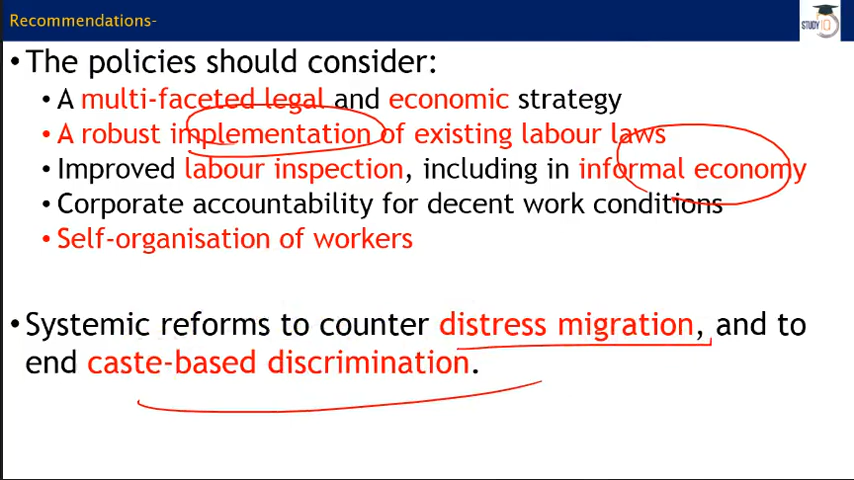 Recommendations-
STUDY IQ
• The policies should consider:
• A multi-faceted legal and economic strategy
• A robust implementation of existing labour laws
• Improved labour inspection, including in informal economy
• Corporate accountability for decent work conditions
• Self-organisation of workers
• Systemic reforms to counter distress migration, and to
end caste-based discrimination.